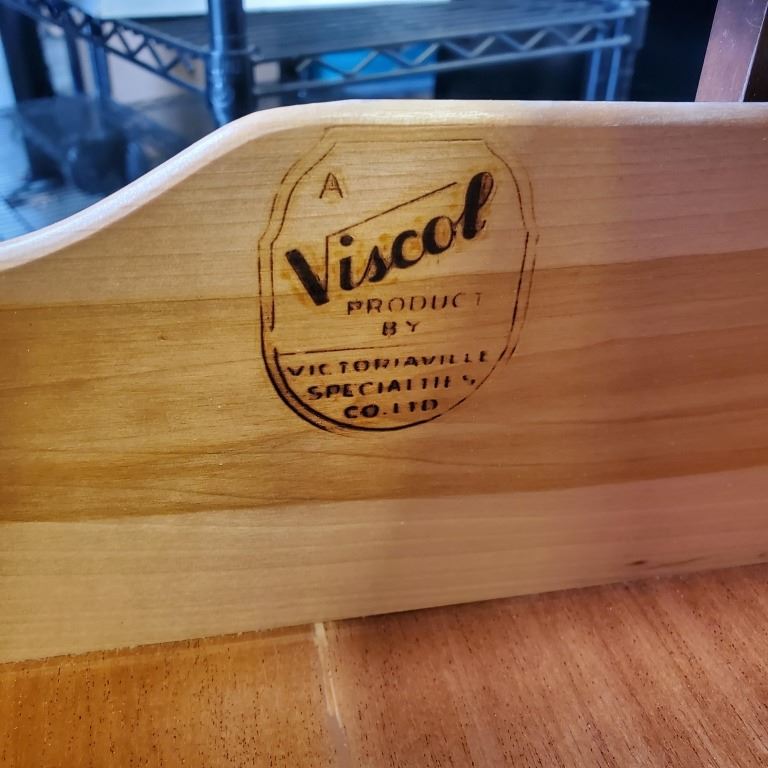 A
Viscol
PRODUCT
BY
VICTORIAVILLE
SPECIALTIES
CO. LTD